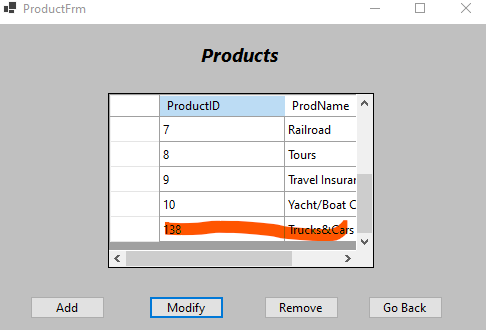 ProductFrm
Products
ProductID ProdName
7 Railroad
8 Tours
9 Travel Insuran
10 Yacht/Boat C
138 Trucks&Cars
Add Modify Remove Go Back